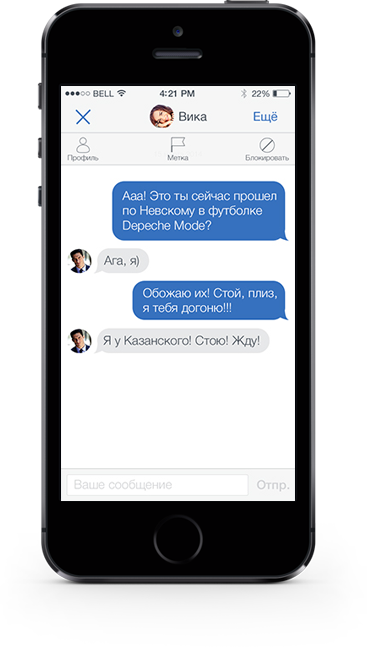 BELL 4:21 PM 22%
Вика Ещё
Профиль Метка Блокировать
Ааа! Это ты сейчас прошел
по Невскому в футболке
Depeche Mode?
Ага, я)
Обожаю их! Стой, плиз,
я тебя догоню!!!
Я у Казанского! Стою! Жду!
Ваше сообщение Отпр.